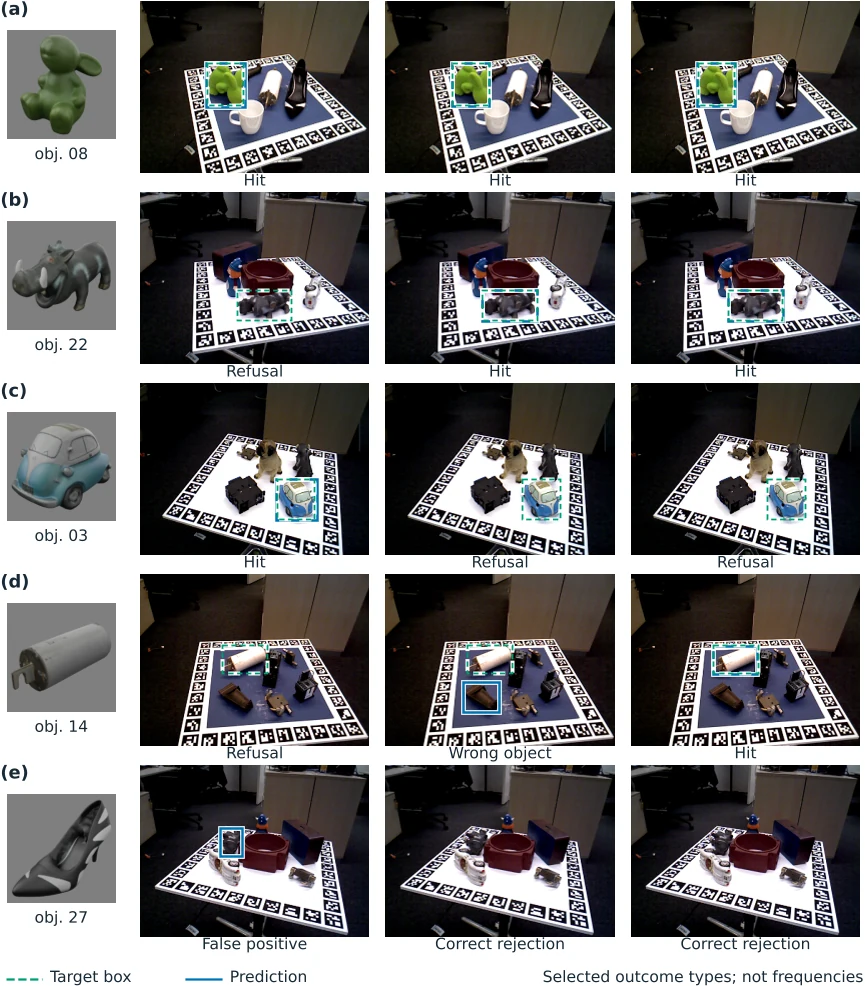 (a)
obj. 08
Hit
Hit
Hit
(b)
obj. 22
Refusal
Hit
Hit
(c)
obj. 03
Hit
Refusal
Refusal
(d)
obj. 14
Refusal
Wrong object
Hit
(e)
obj. 27
False positive
Correct rejection
Correct rejection
Target box
Prediction
Selected outcome types; not frequencies